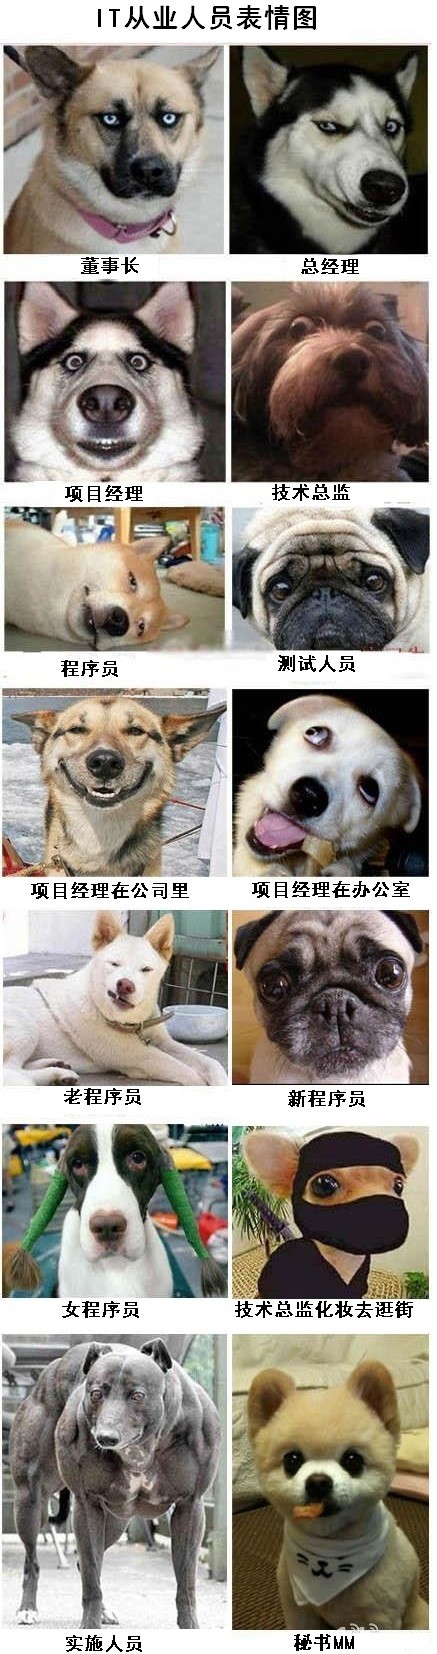 IT从业人员表情图
董事长
总经理
项目经理
技术总监
程序员
测试人员
项目经理在公司里
项目经理在办公室
老程序员
新程序员
女程序员
技术总监化妆去逛街
实施人员
秘书MM